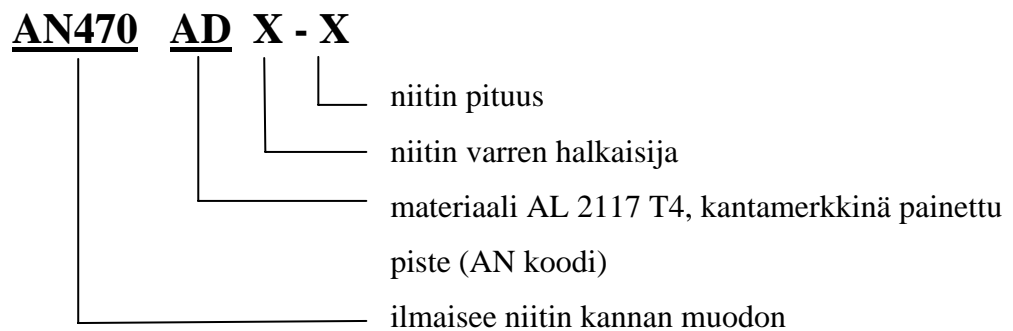 AN470 AD X - X
niitin pituus
niitin varren halkaisija
materiaali AL 2117 T4, kantamerkkinä painettu
piste (AN koodi)
ilmaisee niitin kannan muodon